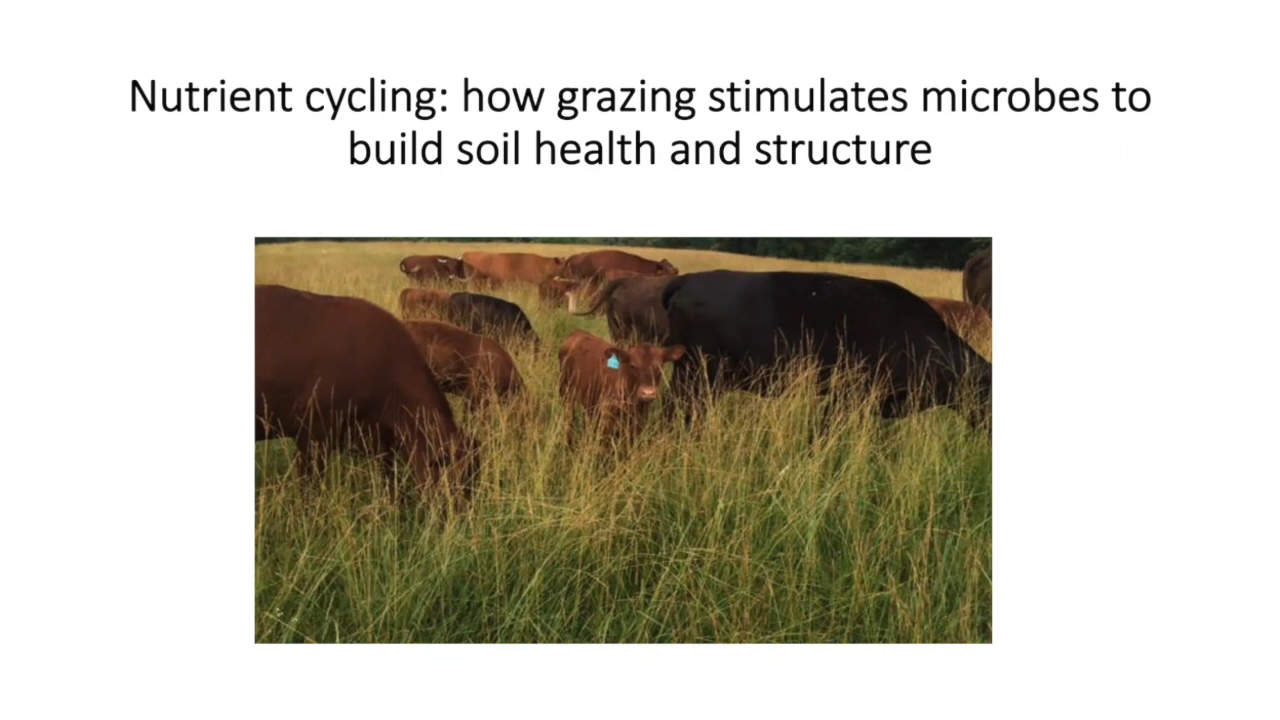 Nutrient cycling: how grazing stimulates microbes to
build soil health and structure